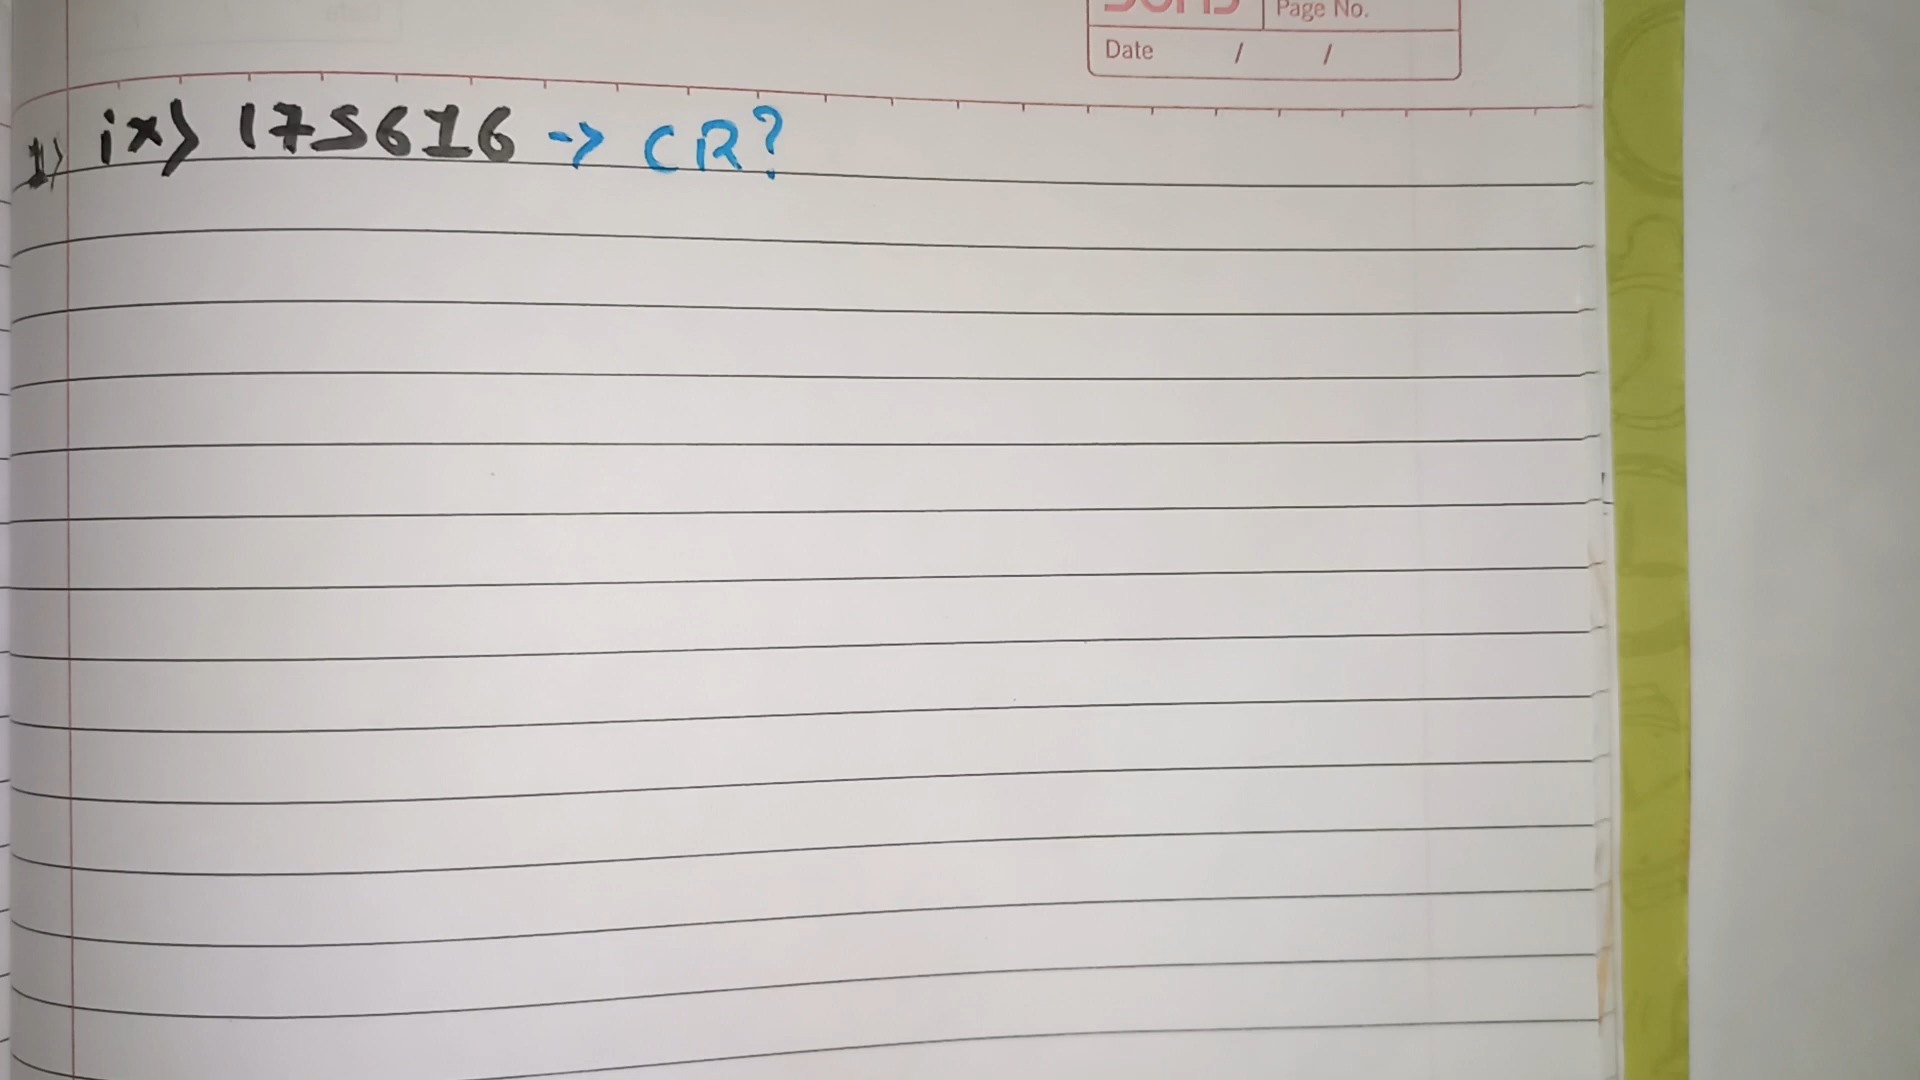 Page No.
Date / /
1) ix) 175616 -> CR?